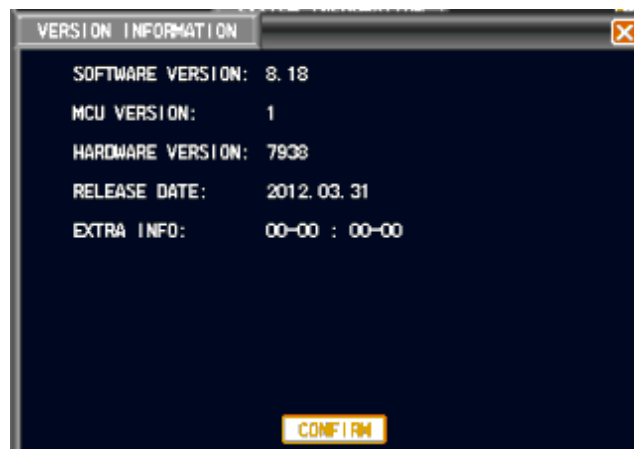 VERSION INFORMATION
SOFTWARE VERSION: 8.18
MCU VERSION: 1
HARDWARE VERSION: 7938
RELEASE DATE: 2012.03.31
EXTRA INFO: 00-00 : 00-00
CONFIRM